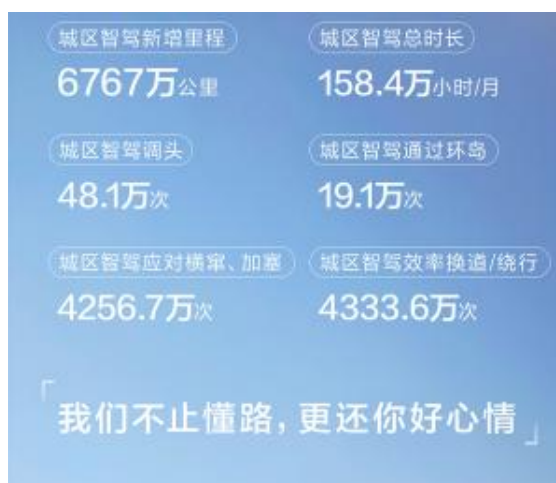 城区智驾新增里程
城区智驾总时长
6767万公里
158.4万小时/月
城区智驾调头
城区智驾通过环岛
48.1万次
19.1万次
城区智驾应对横窜、加塞
城区智驾效率换道/绕行
4256.7万次
4333.6万次
「我们不止懂路，更还你好心情」